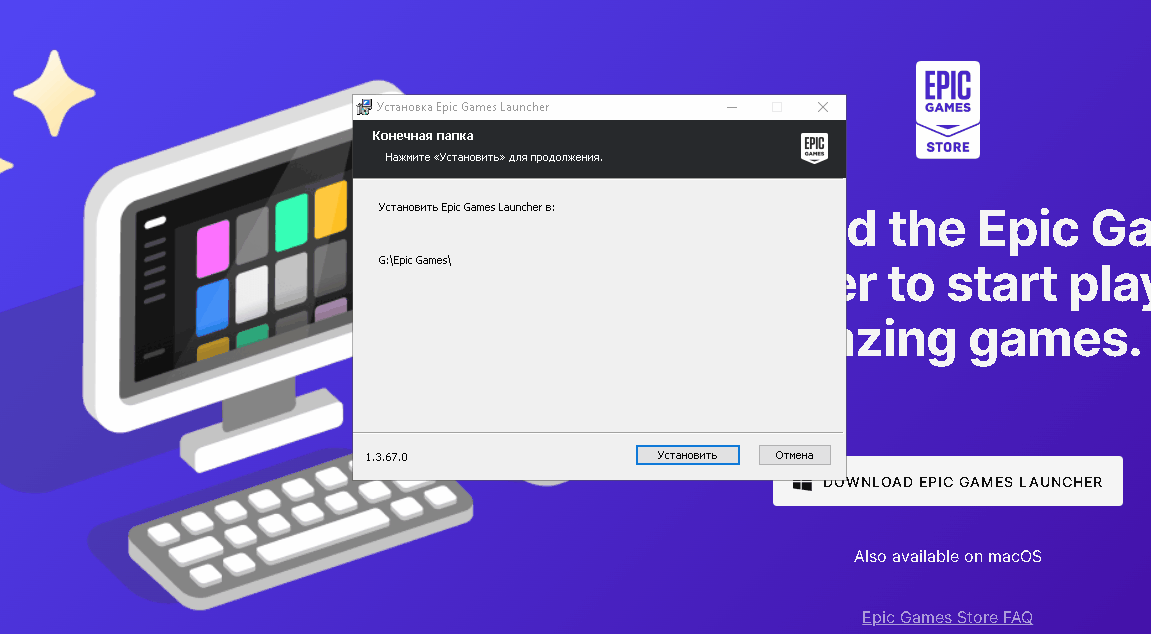 Установка Epic Games Launcher
Конечная папка
Нажмите «Установить» для продолжения.
EPIC
GAMES
Установить Epic Games Launcher в:
G:\Epic Games\
1.3.67.0
Установить
Отмена
EPIC
GAMES
STORE
d the Epic Ga
er to start play
azing games.
DOWNLOAD EPIC GAMES LAUNCHER
Also available on macOS
Epic Games Store FAQ